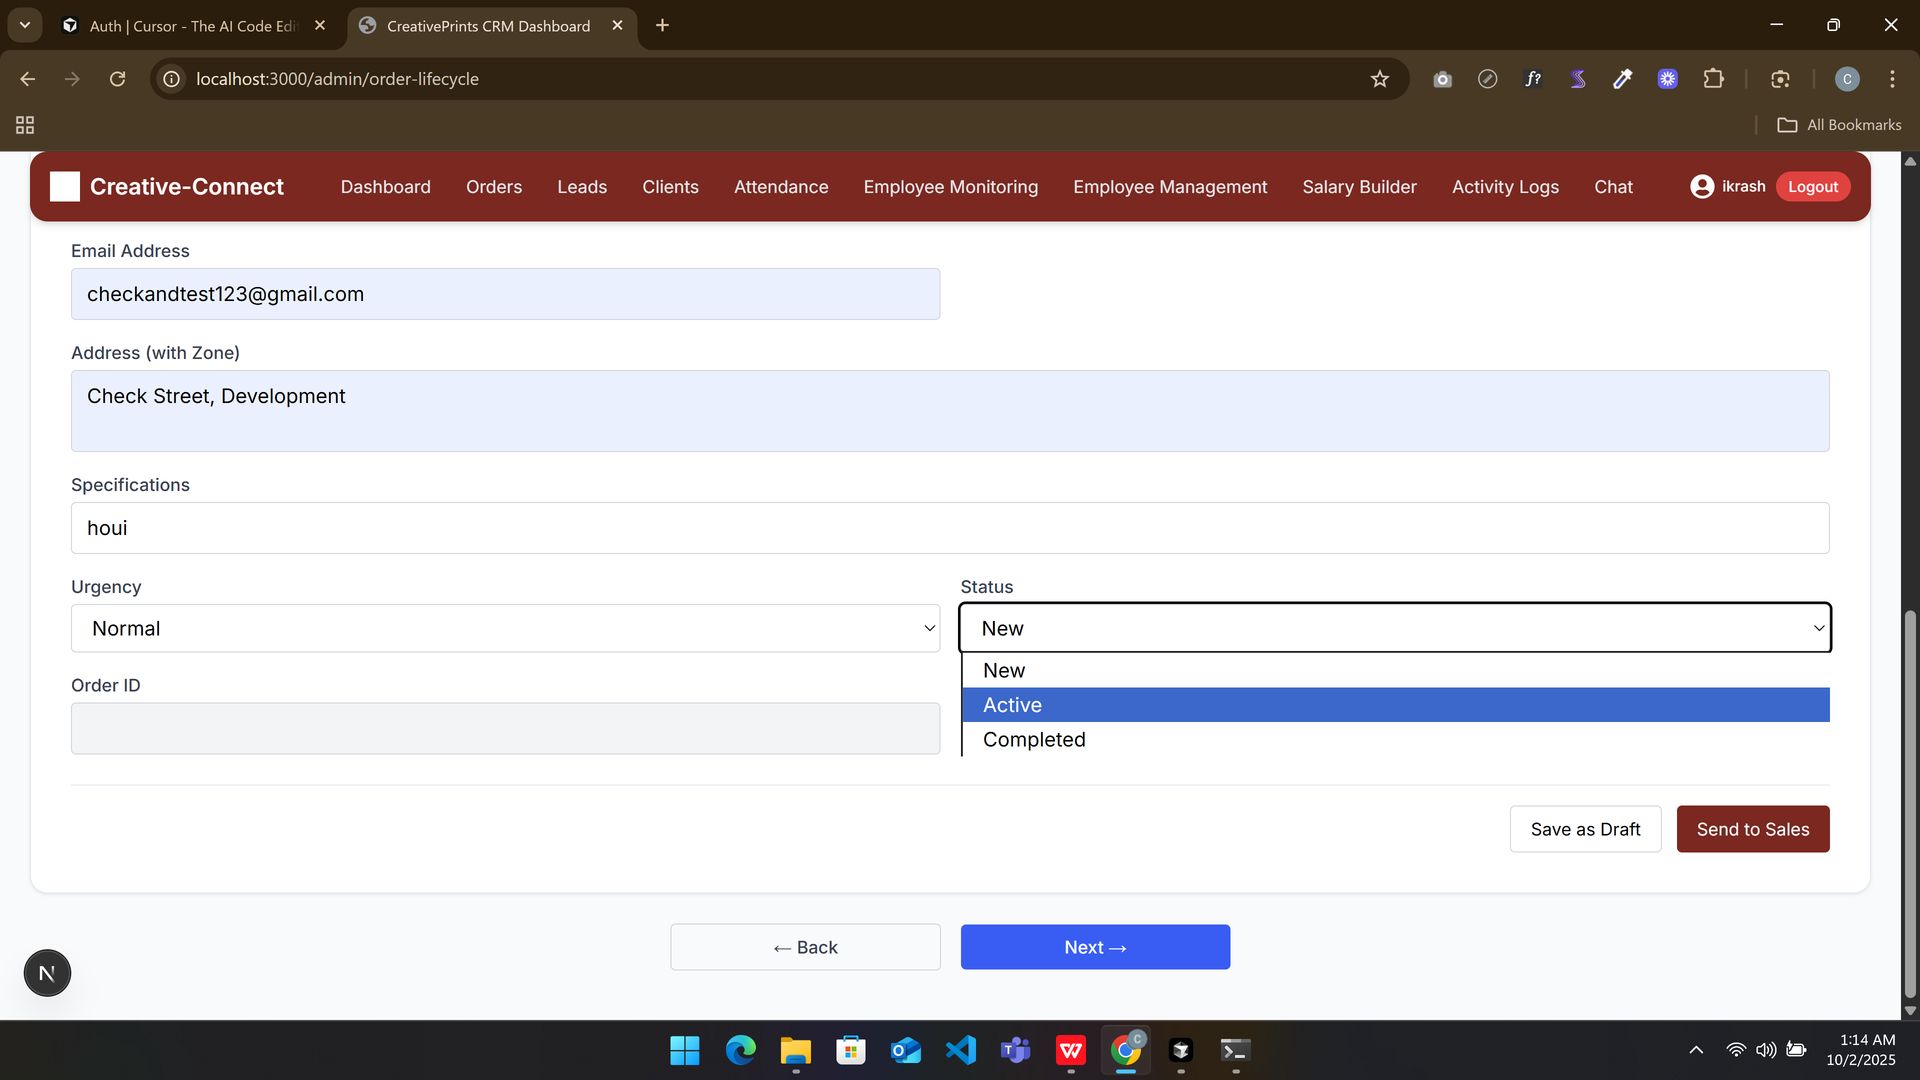 Auth | Cursor - The AI Code Edi
CreativePrints CRM Dashboard
localhost:3000/admin/order-lifecycle
f?
C
All Bookmarks
Creative-Connect
Dashboard
Orders
Leads
Clients
Attendance
Employee Monitoring
Employee Management
Salary Builder
Activity Logs
Chat
ikrash
Logout
Email Address
checkandtest123@gmail.com
Address (with Zone)
Check Street, Development
Specifications
houi
Urgency
Status
Normal
New
New
Active
Completed
Order ID
Save as Draft
Send to Sales
← Back
Next →
N
C
1:14 AM
10/2/2025